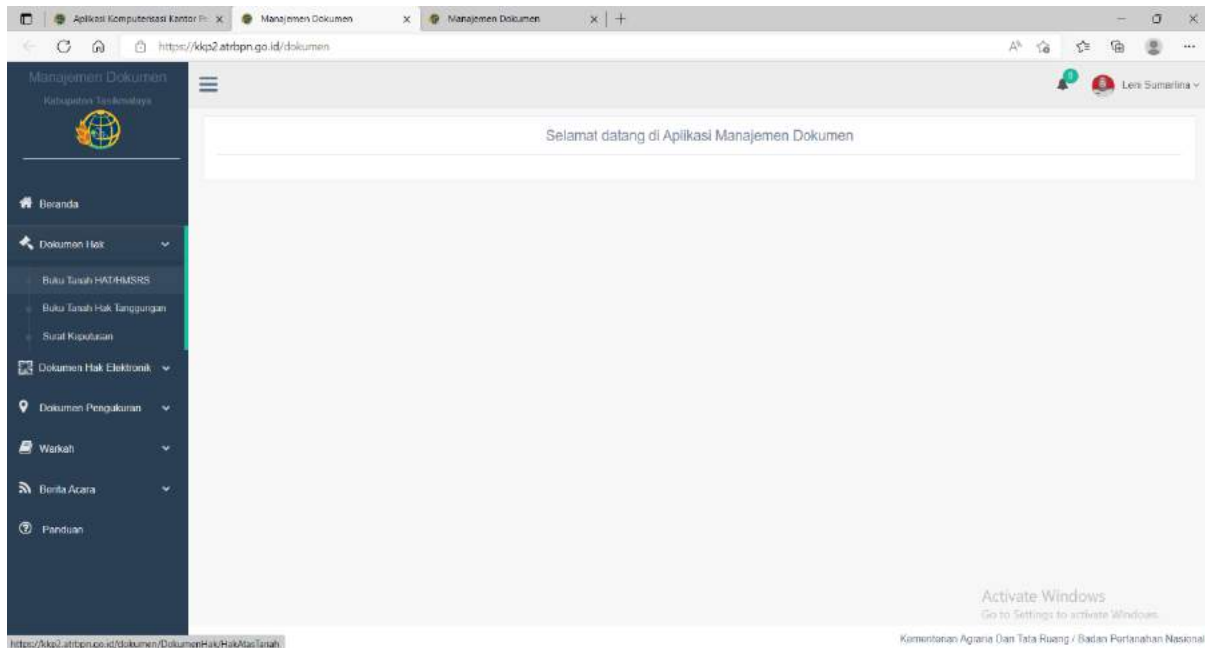 Aplikasi Komputerisasi Kantor Pe
Manajemen Dokumen
Manajemen Dokumen
https://kkp2.atrbpn.go.id/dokumen
Manajemen Dokumen
Kabupaten Tasikmalaya
Leni Sumarlina
Selamat datang di Aplikasi Manajemen Dokumen
Beranda
Dokumen Hak
Buku Tanah HAT/HMSRS
Buku Tanah Hak Tanggungan
Surat Keputusan
Dokumen Hak Elektronik
Dokumen Pengukuran
Warkah
Berita Acara
Panduan
Activate Windows
Go to Settings to activate Windows.
https://kkp2.atrbpn.go.id/dokumen/DokumenHak/HakAtasTanah
Kementerian Agraria Dan Tata Ruang / Badan Pertanahan Nasional